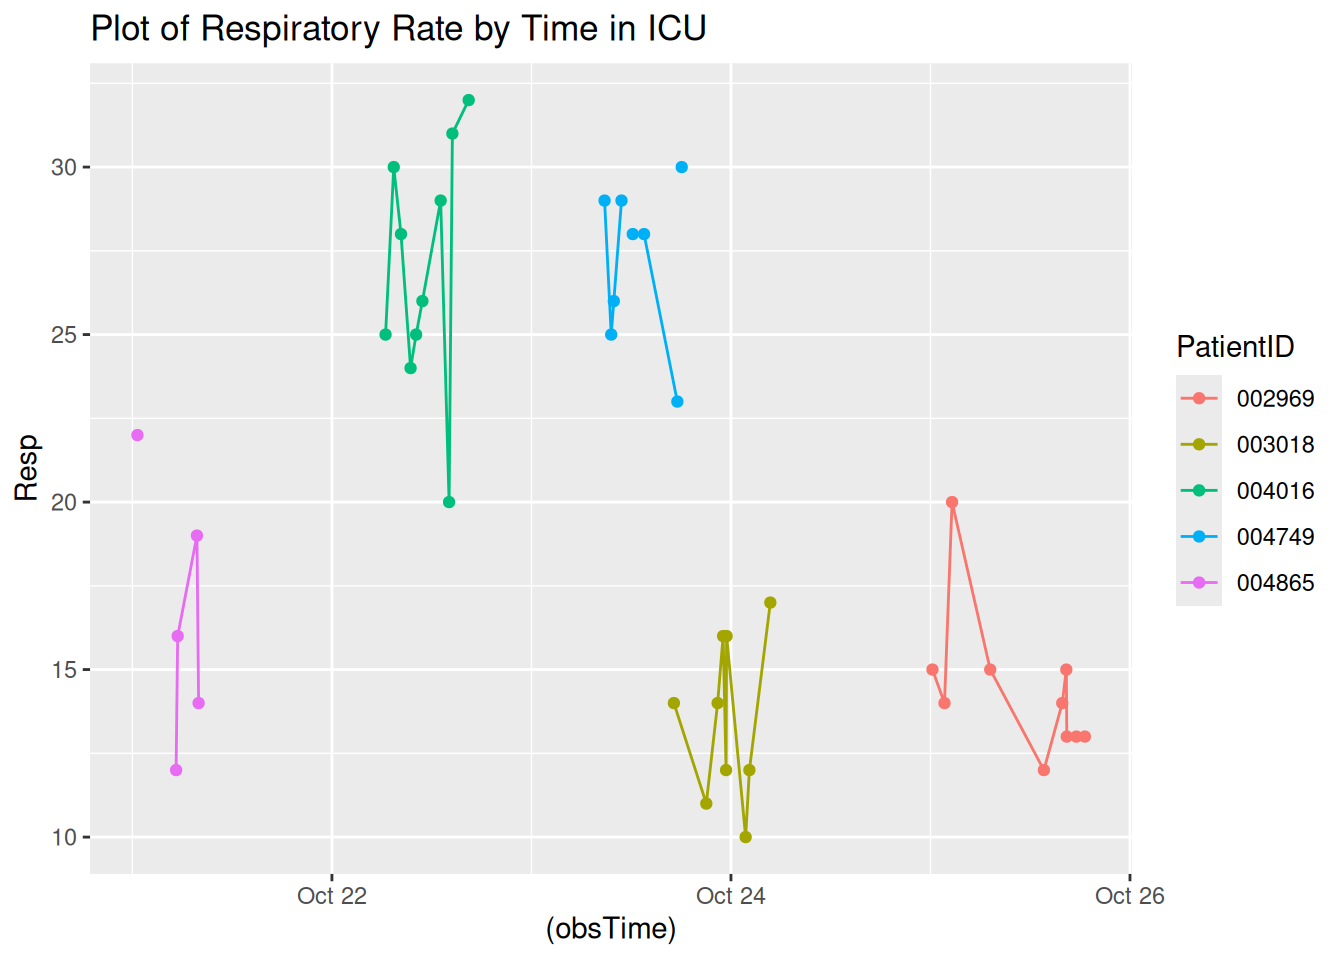 Plot of Respiratory Rate by Time in ICU
30
25
20
15
10
Resp
Oct 22
Oct 24
Oct 26
(obsTime)
PatientID
002969
003018
004016
004749
004865